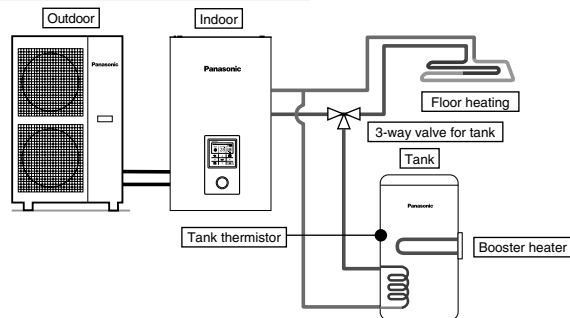 Outdoor
Indoor
Panasonic
Panasonic
Floor heating
3-way valve for tank
Tank
Panasonic
Tank thermistor
Booster heater